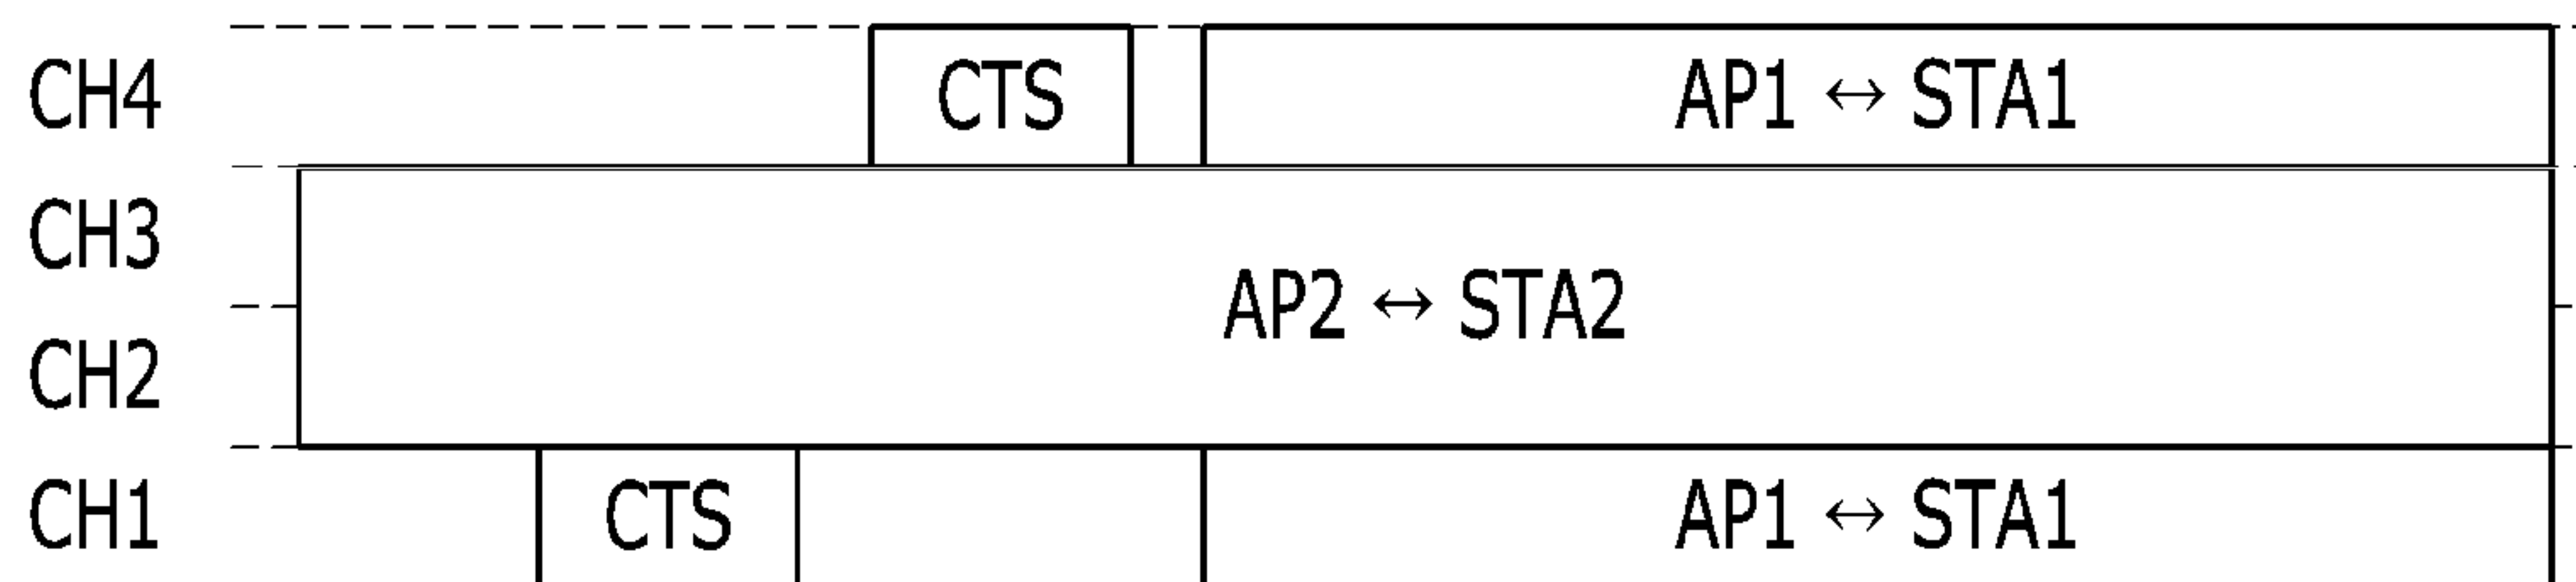 CH4 CTS AP1 ↔ STA1
CH3
AP2 ↔ STA2
CH2
CH1 CTS AP1 ↔ STA1